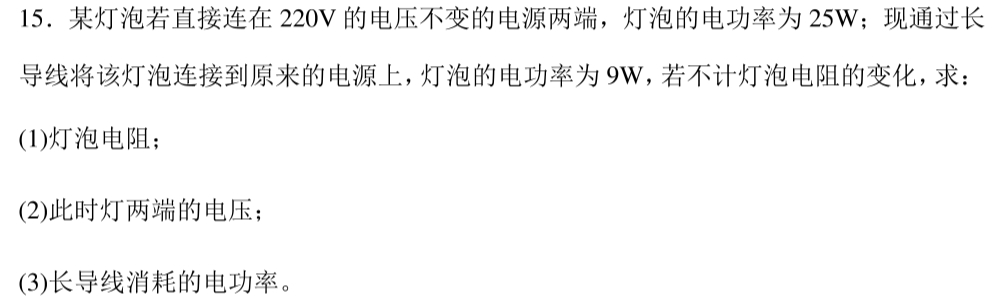 15．某灯泡若直接连在 220V 的电压不变的电源两端，灯泡的电功率为 25W；现通过长
导线将该灯泡连接到原来的电源上，灯泡的电功率为 9W，若不计灯泡电阻的变化，求：
(1)灯泡电阻；
(2)此时灯两端的电压；
(3)长导线消耗的电功率。